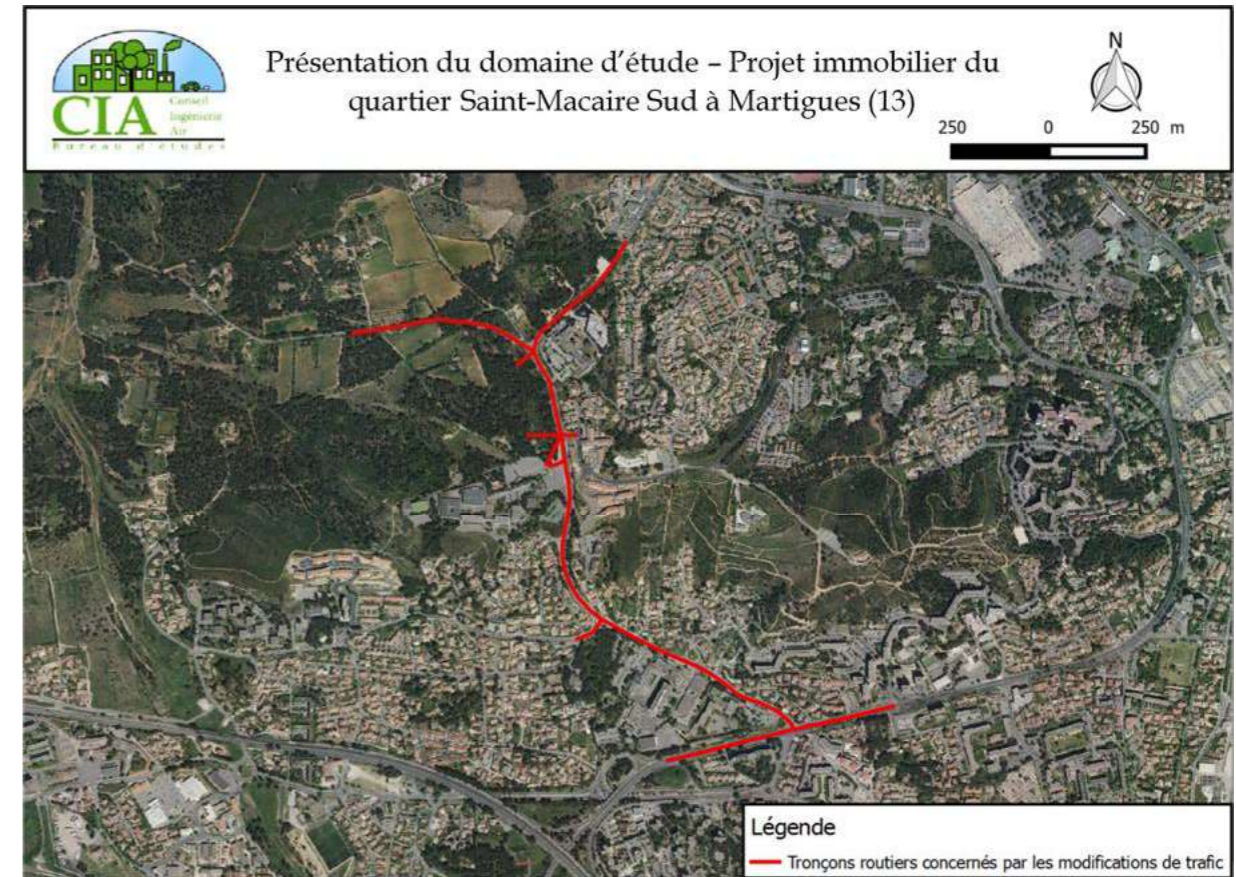 Présentation du domaine d'étude – Projet immobilier du
quartier Saint-Macaire Sud à Martigues (13)
CIA
Conseil
Ingénierie
Air
Bureau d'études
N
250 0 250 m
Légende
Tronçons routiers concernés par les modifications de trafic